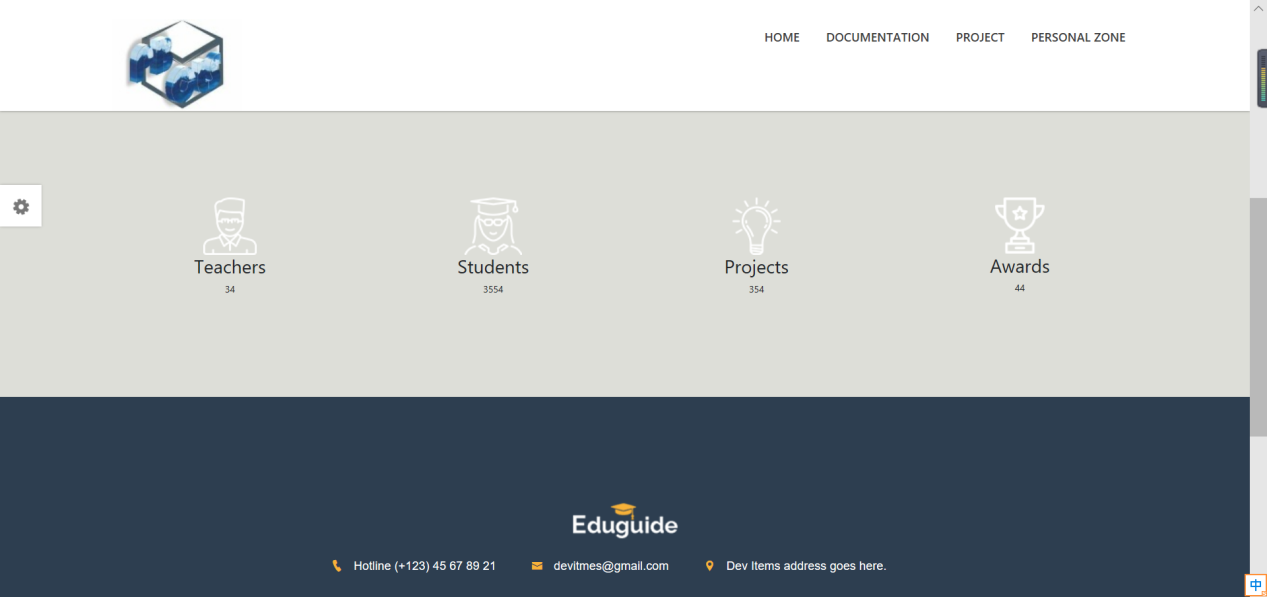 HOME DOCUMENTATION PROJECT PERSONAL ZONE
Teachers Students Projects Awards
34 3554 354 44
Eduguide
Hotline (+123) 45 67 89 21 devitmes@gmail.com Dev Items address goes here.
中